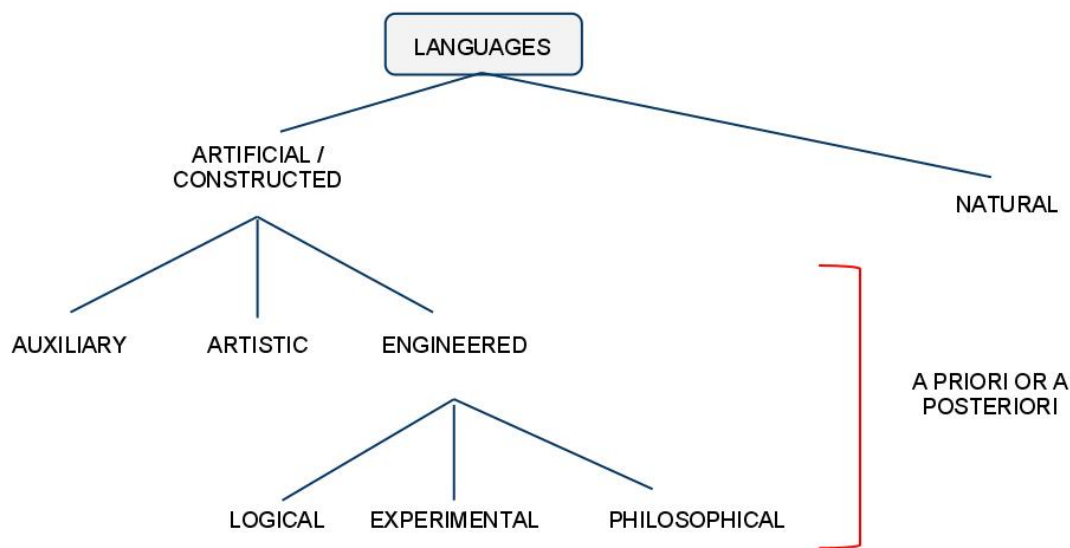 LANGUAGES
ARTIFICIAL /
CONSTRUCTED
NATURAL
AUXILIARY
ARTISTIC
ENGINEERED
A PRIORI OR A
POSTERIORI
LOGICAL
EXPERIMENTAL
PHILOSOPHICAL